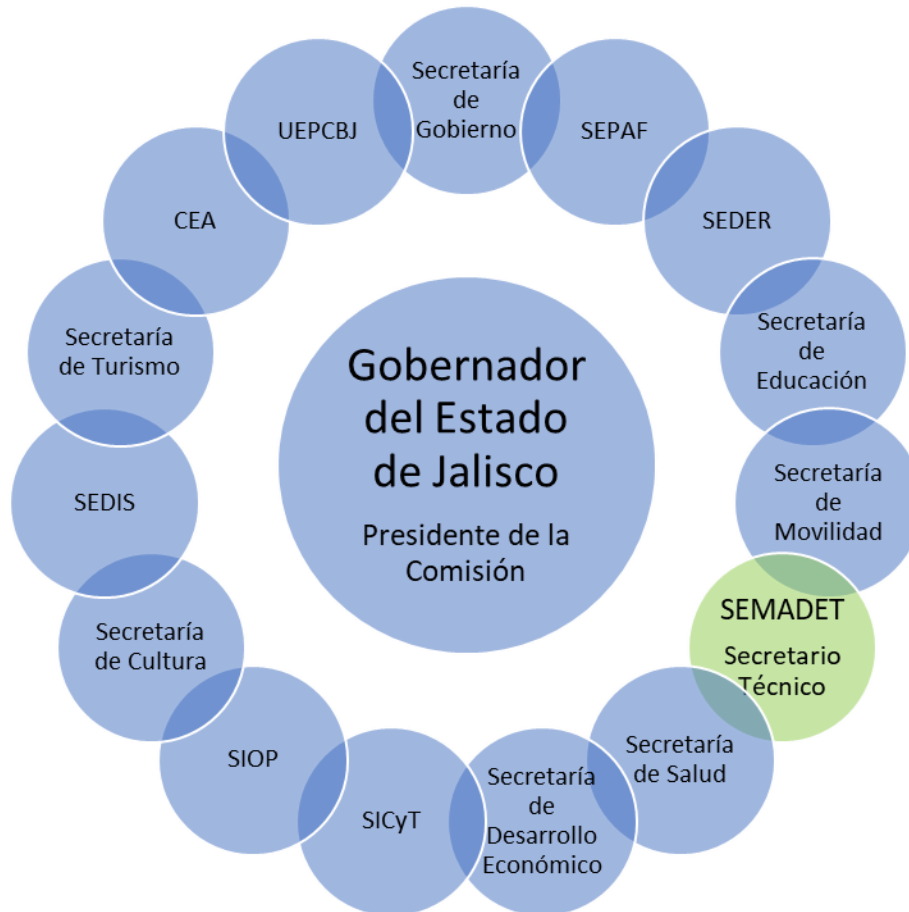 Secretaría
de
Gobierno
SEPAF
SEDER
Secretaría
de
Educación
Secretaría
de
Movilidad
SEMADET
Secretario
Técnico
Secretaría
de Salud
Secretaría
de
Desarrollo
Económico
SICyT
SIOP
Secretaría
de Cultura
SEDIS
Secretaría
de Turismo
CEA
UEPCBJ
Gobernador
del Estado
de Jalisco
Presidente de la
Comisión